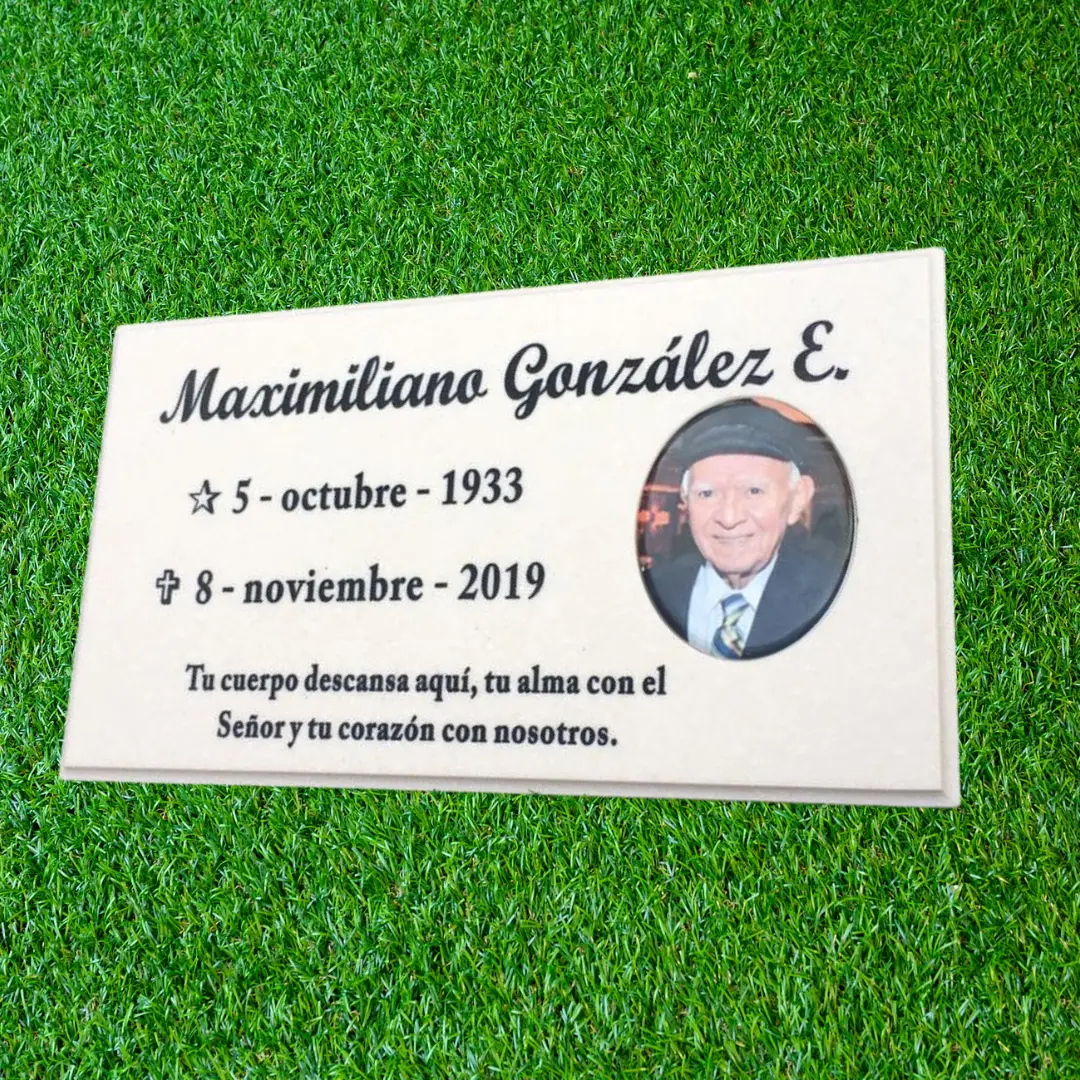 Maximiliano González E.
☆ 5 - octubre - 1933
✞ 8 - noviembre - 2019
Tu cuerpo descansa aquí, tu alma con el
Señor y tu corazón con nosotros.